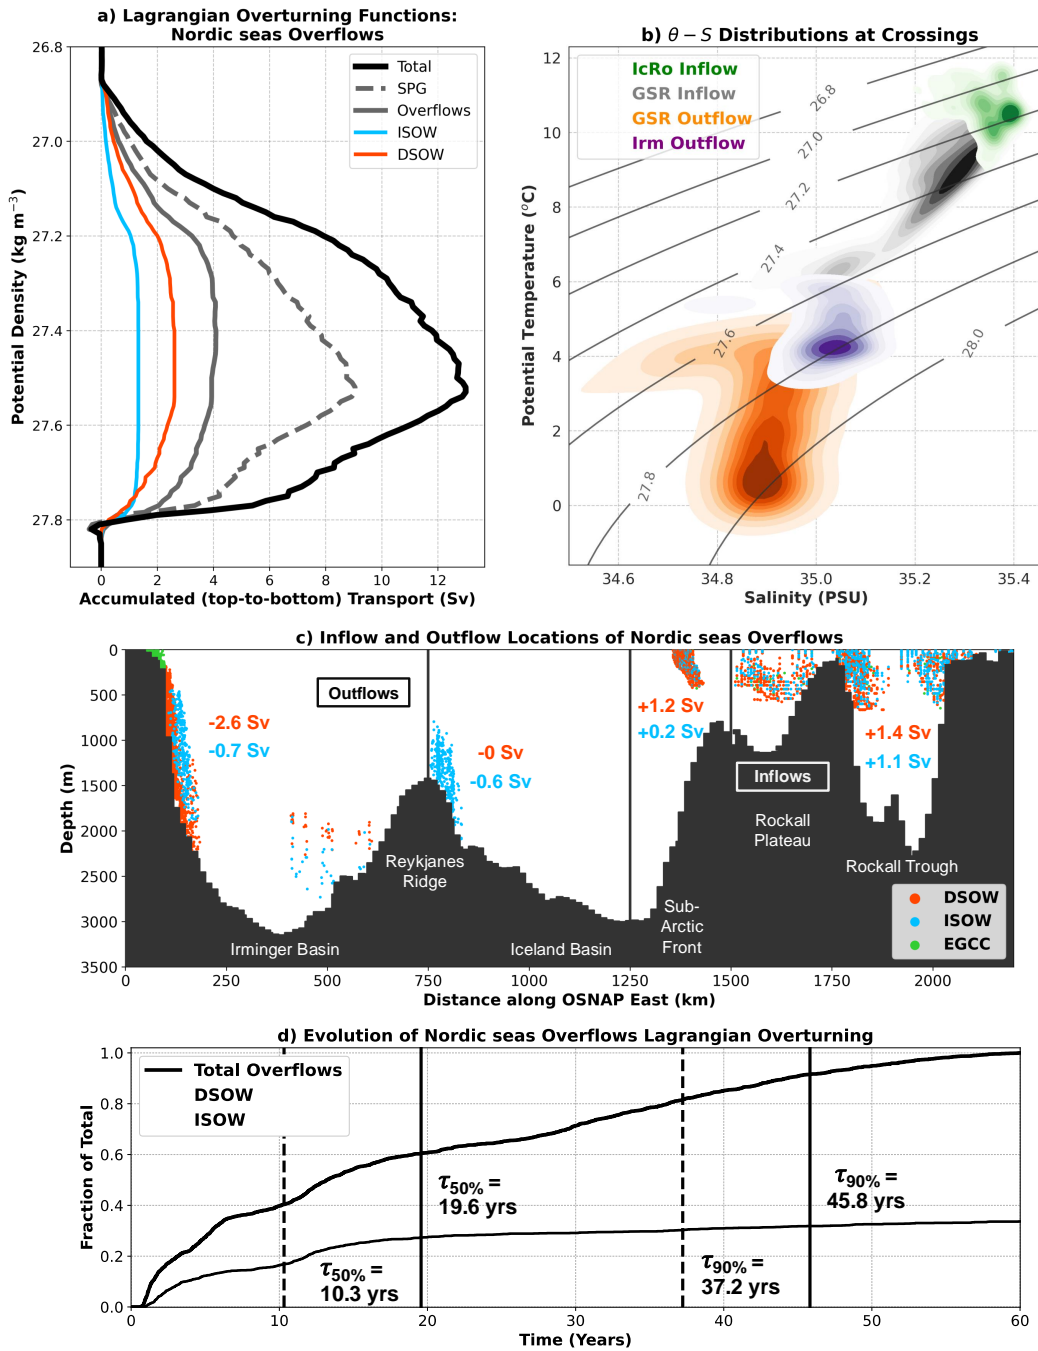 a) Lagrangian Overturning Functions:
Nordic seas Overflows
26.8
27.0
27.2
27.4
27.6
27.8
Potential Density (kg m⁻³)
Total
SPG
Overflows
ISOW
DSOW
0 2 4 6 8 10 12
Accumulated (top-to-bottom) Transport (Sv)
b) θ − S Distributions at Crossings
12
10
8
6
4
2
0
Potential Temperature (°C)
IcRo Inflow
GSR Inflow
GSR Outflow
Irm Outflow
26.8
27.0
27.2
27.4
27.6
28.0
27.8
34.6 34.8 35.0 35.2 35.4
Salinity (PSU)
c) Inflow and Outflow Locations of Nordic seas Overflows
0
500
1000
1500
2000
2500
3000
3500
Depth (m)
Outflows
-2.6 Sv
-0.7 Sv
-0 Sv
-0.6 Sv
+1.2 Sv
+0.2 Sv
+1.4 Sv
+1.1 Sv
Inflows
Rockall
Plateau
Reykjanes
Ridge
Rockall Trough
Sub-
Arctic
Front
Irminger Basin
Iceland Basin
DSOW
ISOW
EGCC
0 250 500 750 1000 1250 1500 1750 2000
Distance along OSNAP East (km)
d) Evolution of Nordic seas Overflows Lagrangian Overturning
1.0
0.8
0.6
0.4
0.2
0.0
Fraction of Total
Total Overflows
DSOW
ISOW
τ50% =
19.6 yrs
τ90% =
45.8 yrs
τ50% =
10.3 yrs
τ90% =
37.2 yrs
0 10 20 30 40 50 60
Time (Years)